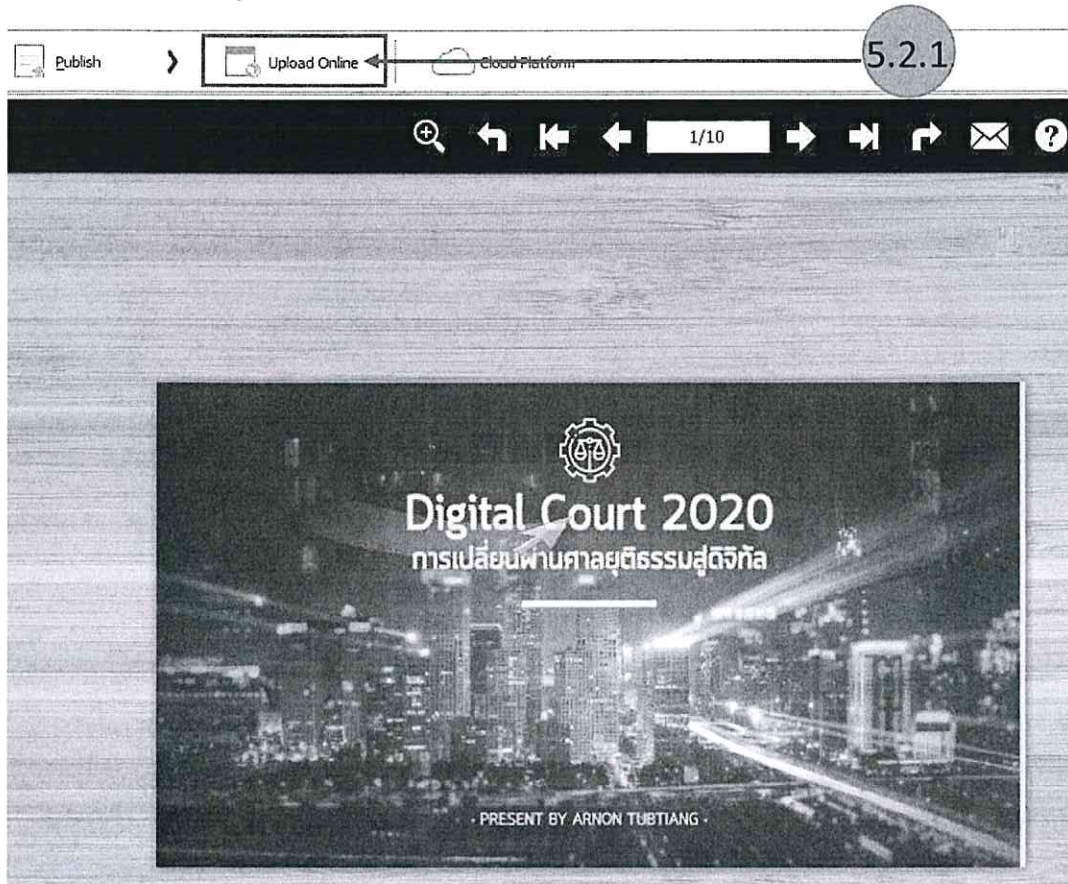 Publish
Upload Online
Cloud Platform
5.2.1
1/10
Digital Court 2020
การเปลี่ยนผ่านศาลยุติธรรมสู่ดิจิทัล
- PRESENT BY ARNON TUBTIANG -